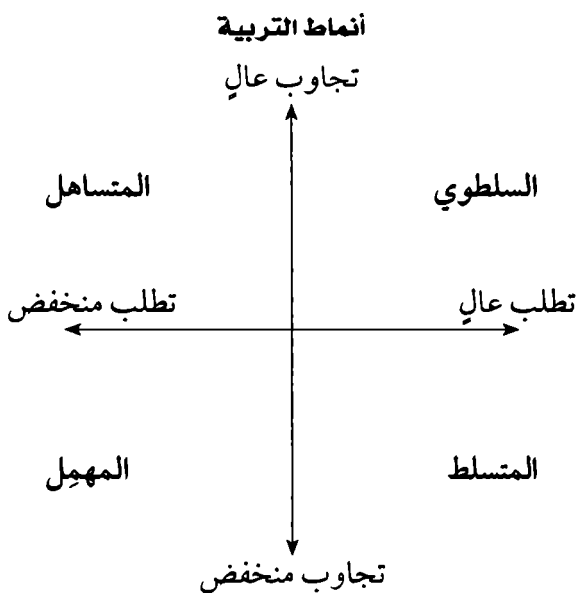 أنماط التربية
تجاوب عالٍ
السلطوي
المتساهل
تطلب عالٍ
تطلب منخفض
المتسلط
المهمِل
تجاوب منخفض